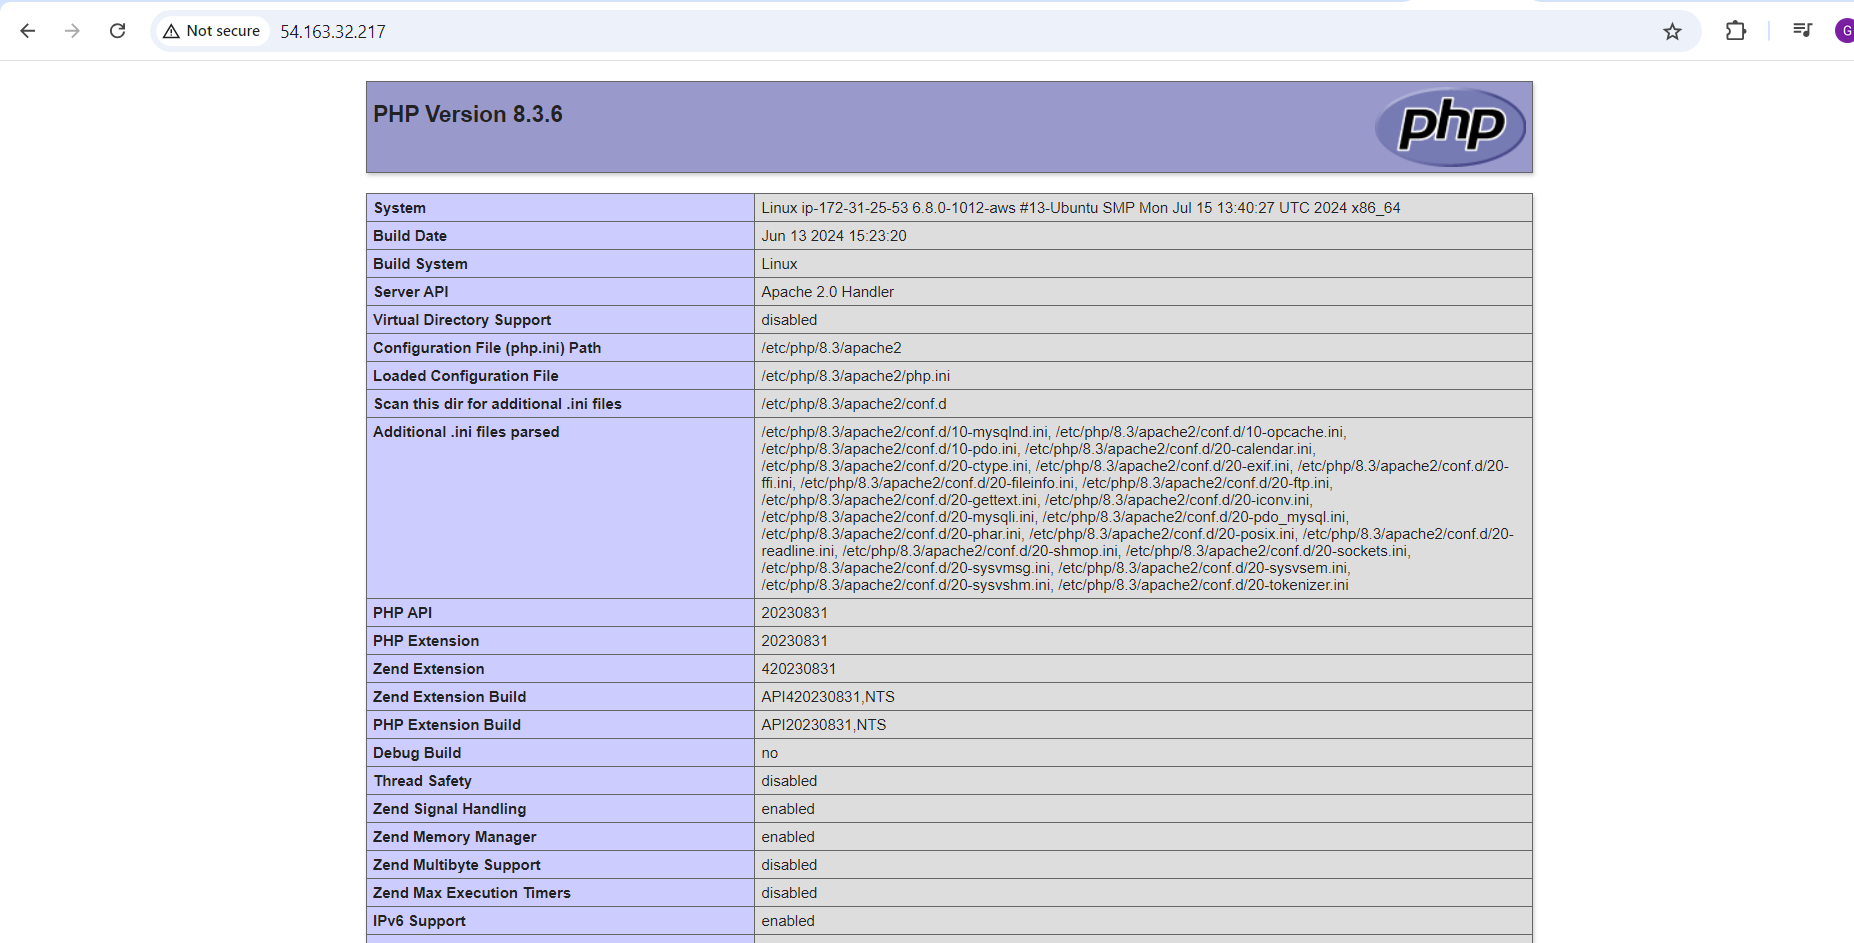 Not secure 54.163.32.217 G
PHP Version 8.3.6 php
System Linux ip-172-31-25-53 6.8.0-1012-aws #13-Ubuntu SMP Mon Jul 15 13:40:27 UTC 2024 x86_64
Build Date Jun 13 2024 15:23:20
Build System Linux
Server API Apache 2.0 Handler
Virtual Directory Support disabled
Configuration File (php.ini) Path /etc/php/8.3/apache2
Loaded Configuration File /etc/php/8.3/apache2/php.ini
Scan this dir for additional .ini files /etc/php/8.3/apache2/conf.d
Additional .ini files parsed /etc/php/8.3/apache2/conf.d/10-mysqlnd.ini, /etc/php/8.3/apache2/conf.d/10-opcache.ini,
/etc/php/8.3/apache2/conf.d/10-pdo.ini, /etc/php/8.3/apache2/conf.d/20-calendar.ini,
/etc/php/8.3/apache2/conf.d/20-ctype.ini, /etc/php/8.3/apache2/conf.d/20-exif.ini, /etc/php/8.3/apache2/conf.d/20-
ffi.ini, /etc/php/8.3/apache2/conf.d/20-fileinfo.ini, /etc/php/8.3/apache2/conf.d/20-ftp.ini,
/etc/php/8.3/apache2/conf.d/20-gettext.ini, /etc/php/8.3/apache2/conf.d/20-iconv.ini,
/etc/php/8.3/apache2/conf.d/20-mysqli.ini, /etc/php/8.3/apache2/conf.d/20-pdo_mysql.ini,
/etc/php/8.3/apache2/conf.d/20-phar.ini, /etc/php/8.3/apache2/conf.d/20-posix.ini, /etc/php/8.3/apache2/conf.d/20-
readline.ini, /etc/php/8.3/apache2/conf.d/20-shmop.ini, /etc/php/8.3/apache2/conf.d/20-sockets.ini,
/etc/php/8.3/apache2/conf.d/20-sysvmsg.ini, /etc/php/8.3/apache2/conf.d/20-sysvsem.ini,
/etc/php/8.3/apache2/conf.d/20-sysvshm.ini, /etc/php/8.3/apache2/conf.d/20-tokenizer.ini
PHP API 20230831
PHP Extension 20230831
Zend Extension 420230831
Zend Extension Build API420230831,NTS
PHP Extension Build API20230831,NTS
Debug Build no
Thread Safety disabled
Zend Signal Handling enabled
Zend Memory Manager enabled
Zend Multibyte Support disabled
Zend Max Execution Timers disabled
IPv6 Support enabled